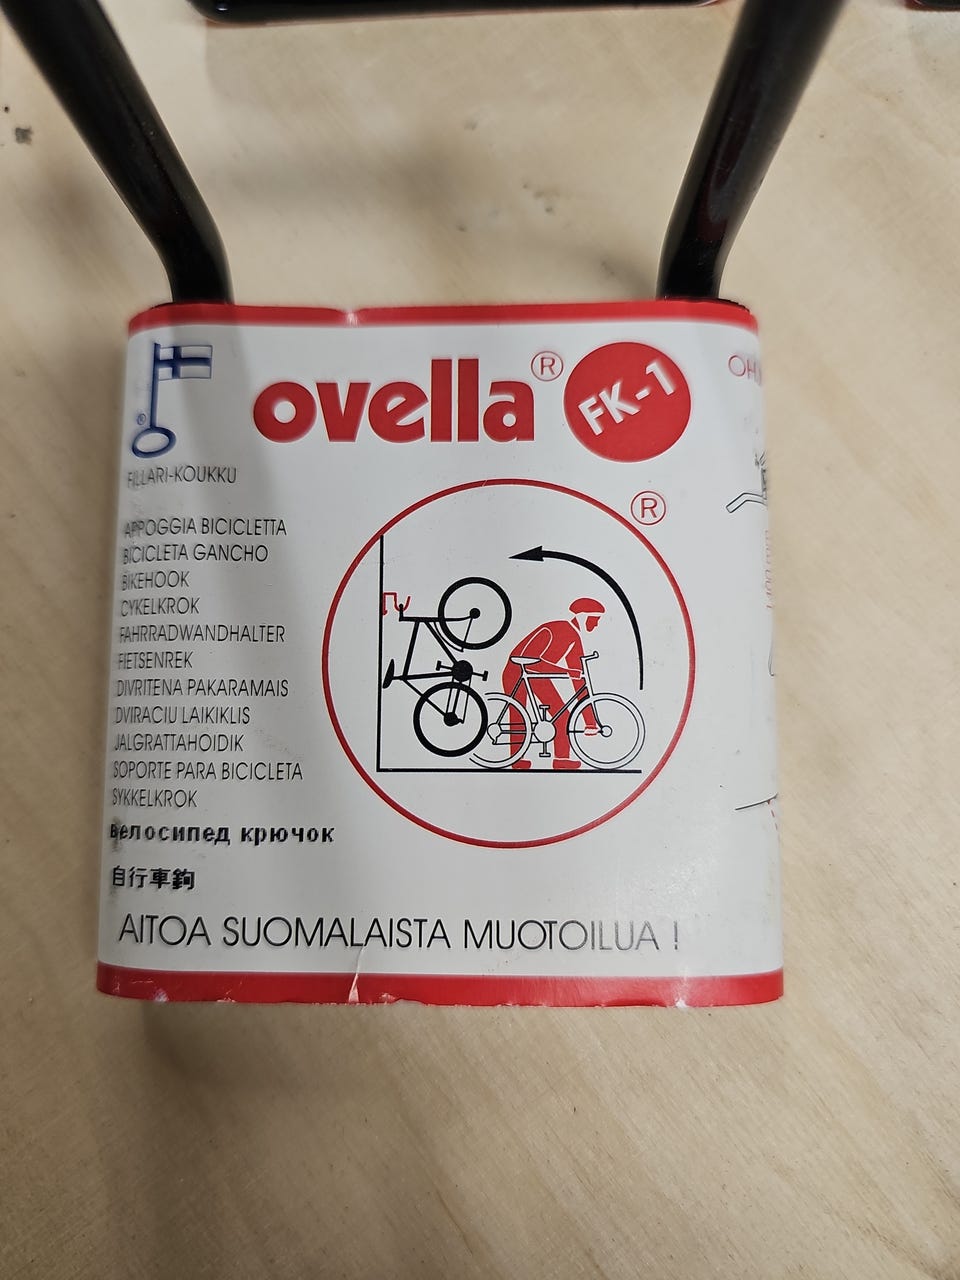 ovella®
FK-1
FILLARI-KOUKKU
APPOGGIA BICICLETTA
BICICLETA GANCHO
BIKEHOOK
CYKELKROK
FAHRRADWANDHALTER
FIETSENREK
DIVRITENA PAKARAMAIS
DVIRACIU LAIKIKLIS
JALGRATTAHOIDIK
SOPORTE PARA BICICLETA
SYKKELKROK
велосипед крючок
自行車鉤
®
AITOA SUOMALAISTA MUOTOILUA !